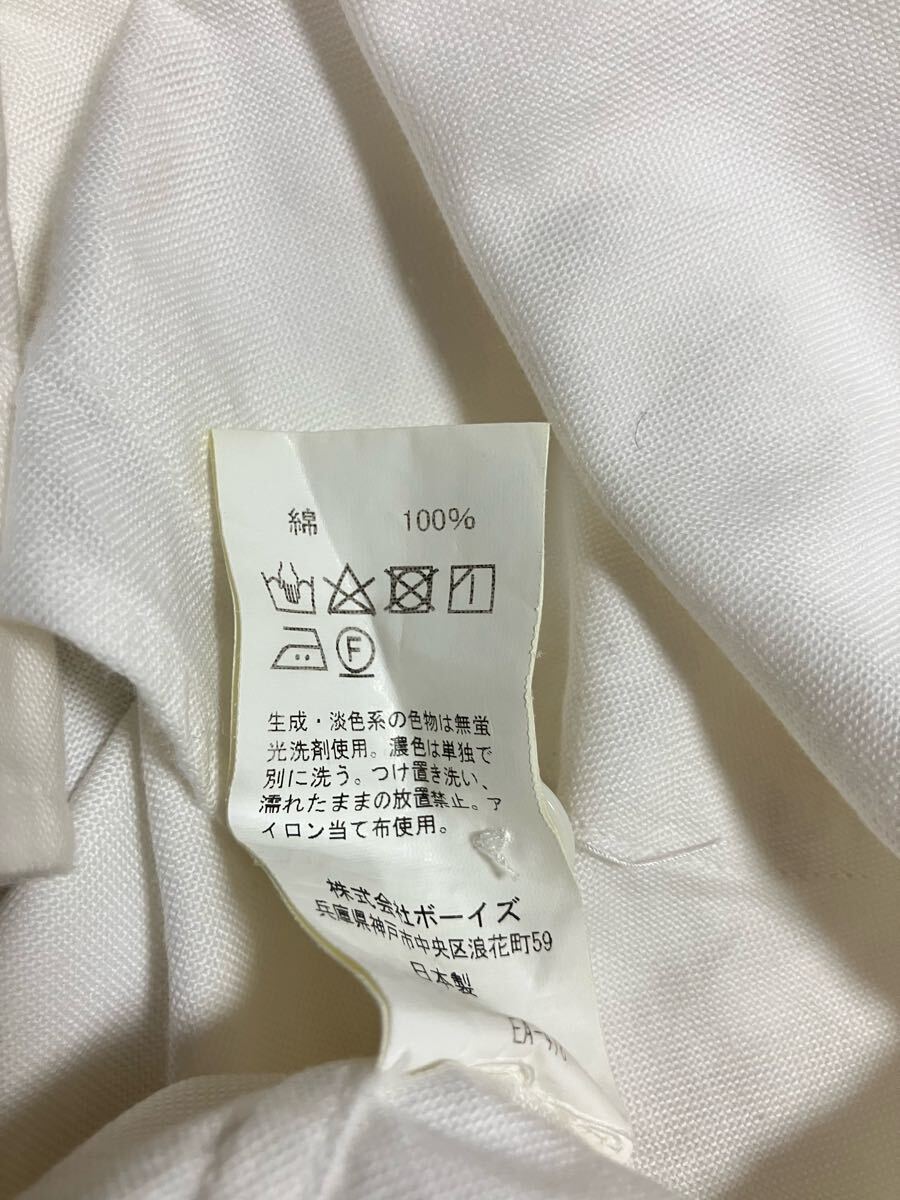 綿 100%
F
生成・淡色系の色物は無蛍
光洗剤使用。濃色は単独で
別に洗う。つけ置き洗い、
濡れたままの放置禁止。ア
イロン当て布使用。
株式会社ボーイズ
兵庫県神戸市中央区浪花町59
日本製